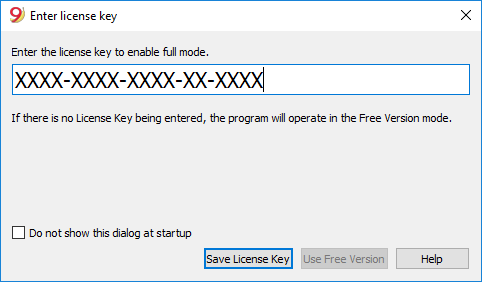 9 Enter license key
Enter the license key to enable full mode.
XXXX-XXXX-XXXX-XX-XXXX
If there is no License Key being entered, the program will operate in the Free Version mode.
Do not show this dialog at startup
Save License Key Use Free Version Help